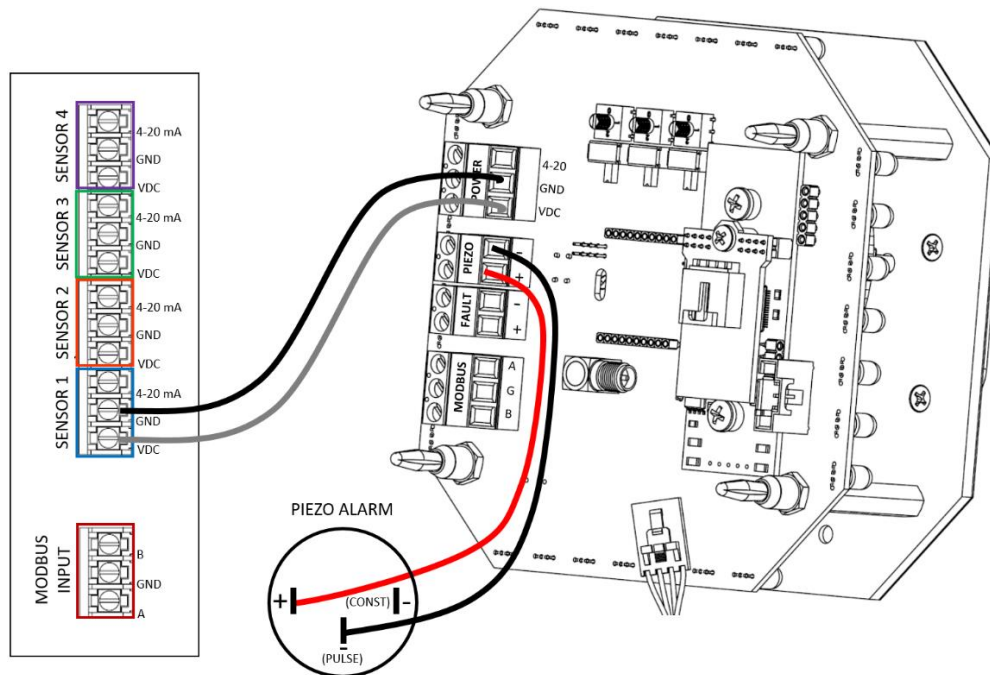 SENSOR 4
4-20 mA
GND
VDC
SENSOR 3
4-20 mA
GND
VDC
SENSOR 2
4-20 mA
GND
VDC
SENSOR 1
4-20 mA
GND
VDC
MODBUS
INPUT
B
GND
A
POWER
4-20
GND
VDC
PIEZO
-
+
FAULT
-
+
MODBUS
A
G
B
PIEZO ALARM
+
(CONST)
-
-
(PULSE)